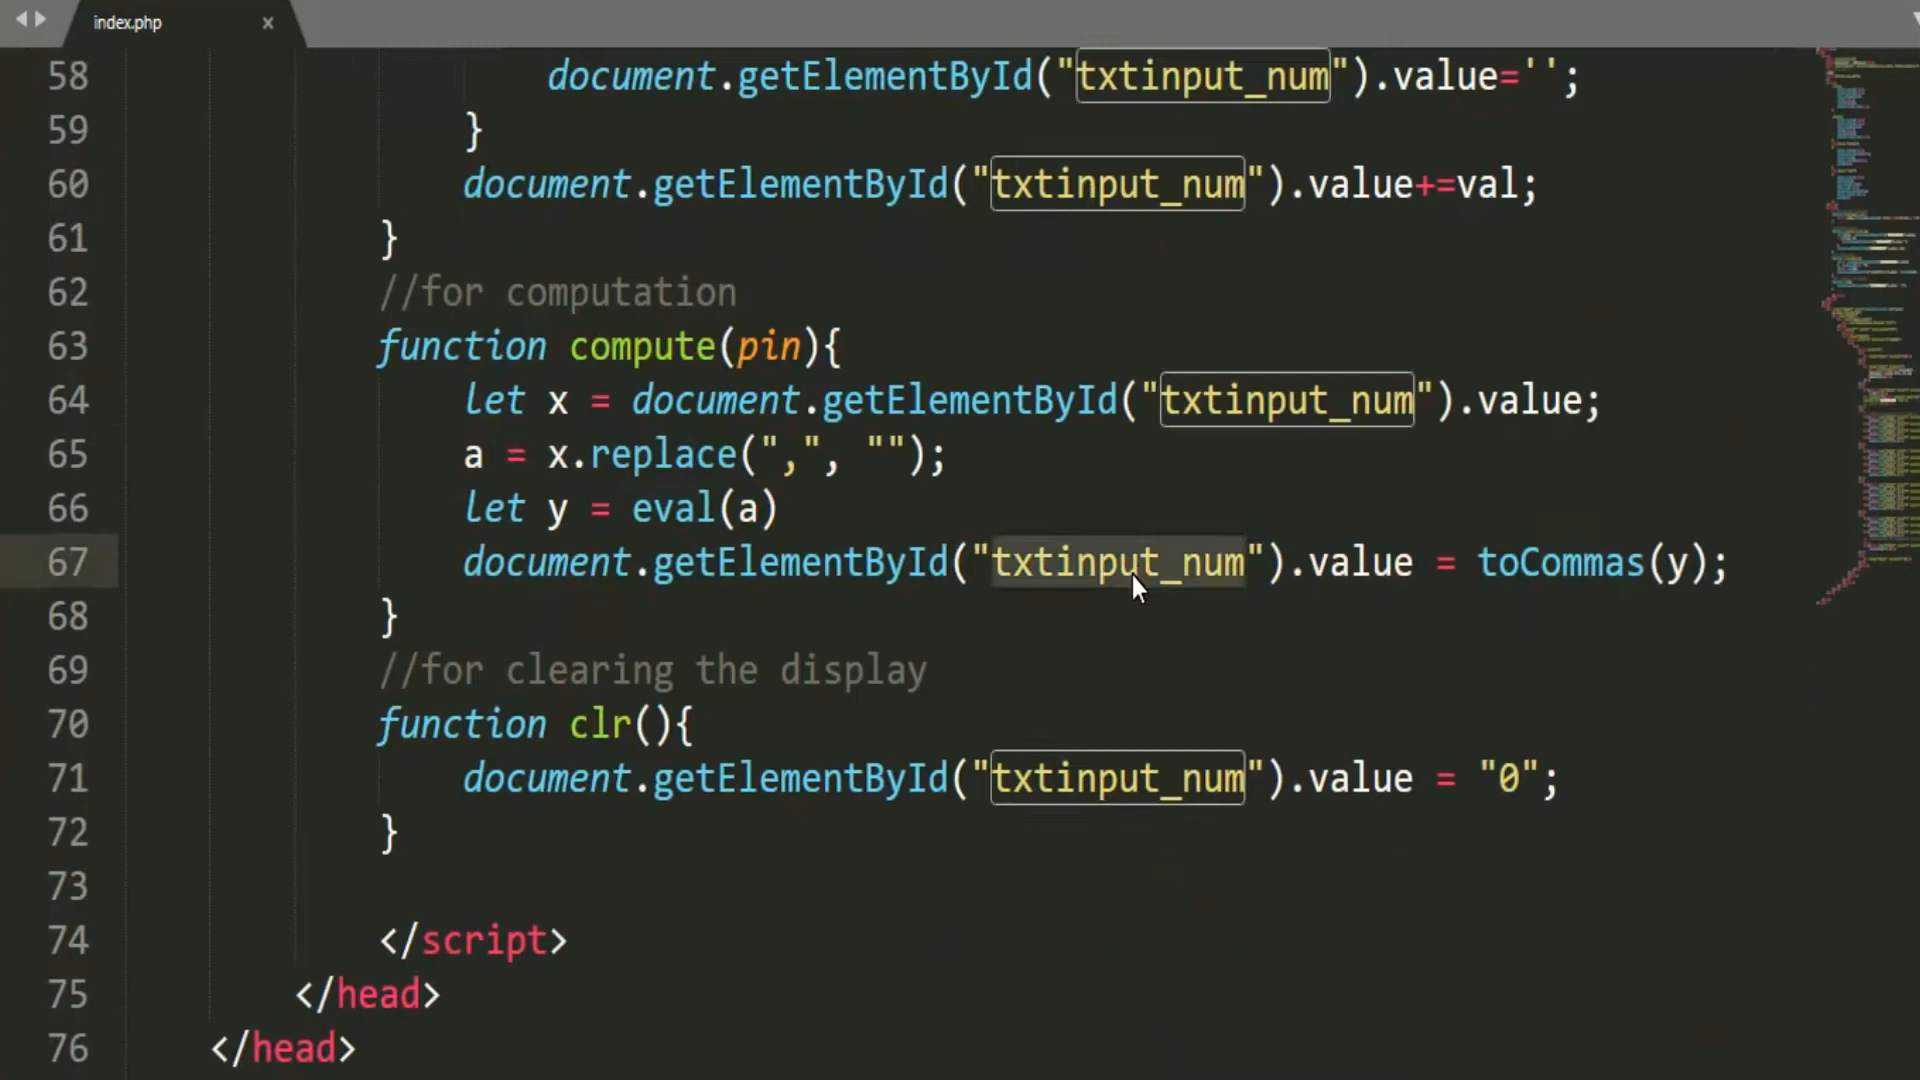 index.php ×
58 document.getElementById("txtinput_num").value='';
59 }
60 document.getElementById("txtinput_num").value+=val;
61 }
62 //for computation
63 function compute(pin){
64 let x = document.getElementById("txtinput_num").value;
65 a = x.replace(",", "");
66 let y = eval(a)
67 document.getElementById("txtinput_num").value = toCommas(y);
68 }
69 //for clearing the display
70 function clr(){
71 document.getElementById("txtinput_num").value = "0";
72 }
73
74 </script>
75 </head>
76 </head>